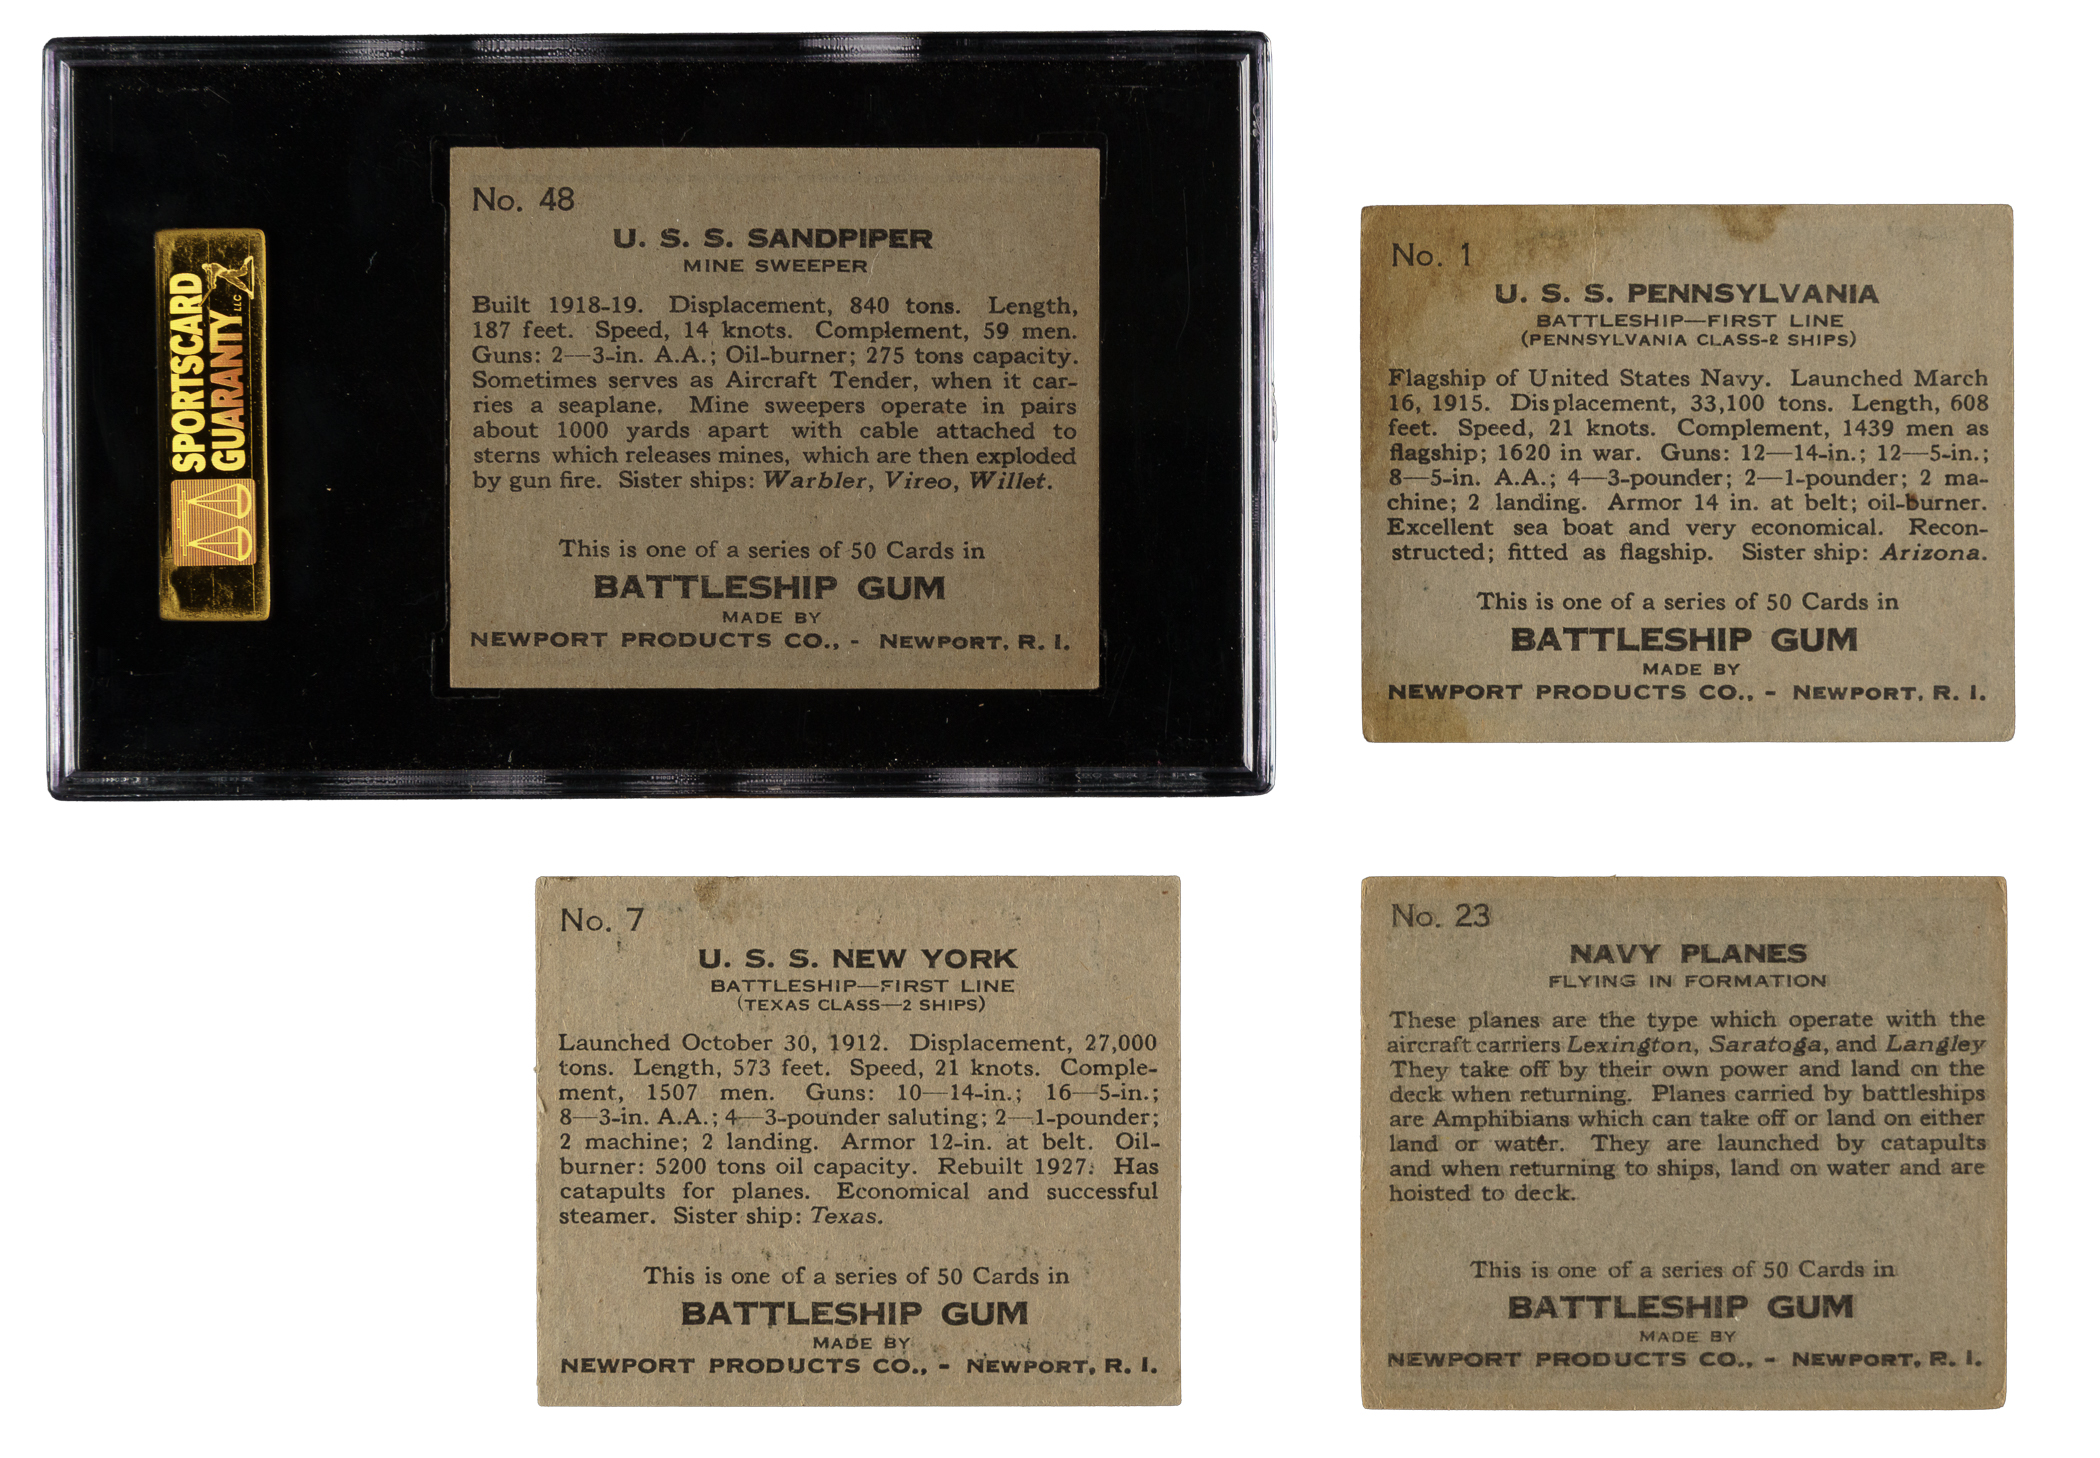 SPORTSCARD
GUARANTY LLC
No. 48
U. S. S. SANDPIPER
MINE SWEEPER
Built 1918-19. Displacement, 840 tons. Length,
187 feet. Speed, 14 knots. Complement, 59 men.
Guns: 2—3-in. A.A.; Oil-burner; 275 tons capacity.
Sometimes serves as Aircraft Tender, when it car-
ries a seaplane. Mine sweepers operate in pairs
about 1000 yards apart with cable attached to
sterns which releases mines, which are then exploded
by gun fire. Sister ships: Warbler, Vireo, Willet.
This is one of a series of 50 Cards in
BATTLESHIP GUM
MADE BY
NEWPORT PRODUCTS CO., - NEWPORT, R. I.
No. 1
U. S. S. PENNSYLVANIA
BATTLESHIP—FIRST LINE
(PENNSYLVANIA CLASS-2 SHIPS)
Flagship of United States Navy. Launched March
16, 1915. Displacement, 33,100 tons. Length, 608
feet. Speed, 21 knots. Complement, 1439 men as
flagship; 1620 in war. Guns: 12—14-in.; 12—5-in.;
8—5-in. A.A.; 4—3-pounder; 2—1-pounder; 2 ma-
chine; 2 landing. Armor 14 in. at belt; oil-burner.
Excellent sea boat and very economical. Recon-
structed; fitted as flagship. Sister ship: Arizona.
This is one of a series of 50 Cards in
BATTLESHIP GUM
MADE BY
NEWPORT PRODUCTS CO., - NEWPORT, R. I.
No. 7
U. S. S. NEW YORK
BATTLESHIP—FIRST LINE
(TEXAS CLASS—2 SHIPS)
Launched October 30, 1912. Displacement, 27,000
tons. Length, 573 feet. Speed, 21 knots. Comple-
ment, 1507 men. Guns: 10—14-in.; 16—5-in.;
8—3-in. A.A.; 4—3-pounder saluting; 2—1-pounder;
2 machine; 2 landing. Armor 12-in. at belt. Oil-
burner: 5200 tons oil capacity. Rebuilt 1927. Has
catapults for planes. Economical and successful
steamer. Sister ship: Texas.
This is one of a series of 50 Cards in
BATTLESHIP GUM
MADE BY
NEWPORT PRODUCTS CO., - NEWPORT, R. I.
No. 23
NAVY PLANES
FLYING IN FORMATION
These planes are the type which operate with the
aircraft carriers Lexington, Saratoga, and Langley
They take off by their own power and land on the
deck when returning. Planes carried by battleships
are Amphibians which can take off or land on either
land or water. They are launched by catapults
and when returning to ships, land on water and are
hoisted to deck.
This is one of a series of 50 Cards in
BATTLESHIP GUM
MADE BY
NEWPORT PRODUCTS CO., - NEWPORT, R. I.